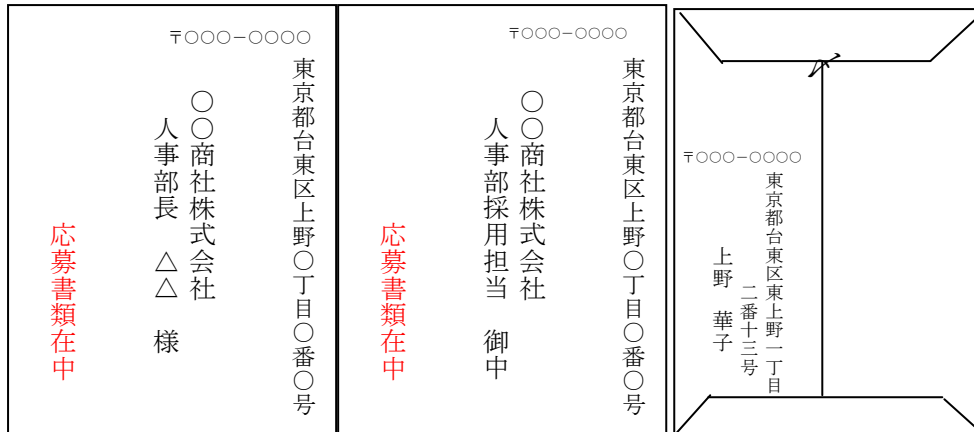 〒○○○−○○○○
東京都台東区上野○丁目○番○号
○○商社株式会社
人事部長　△△　様
応募書類在中
〒○○○−○○○○
東京都台東区上野○丁目○番○号
○○商社株式会社
人事部採用担当　御中
応募書類在中
〆
〒○○○−○○○○
東京都台東区東上野一丁目
二番十三号
上野　華子